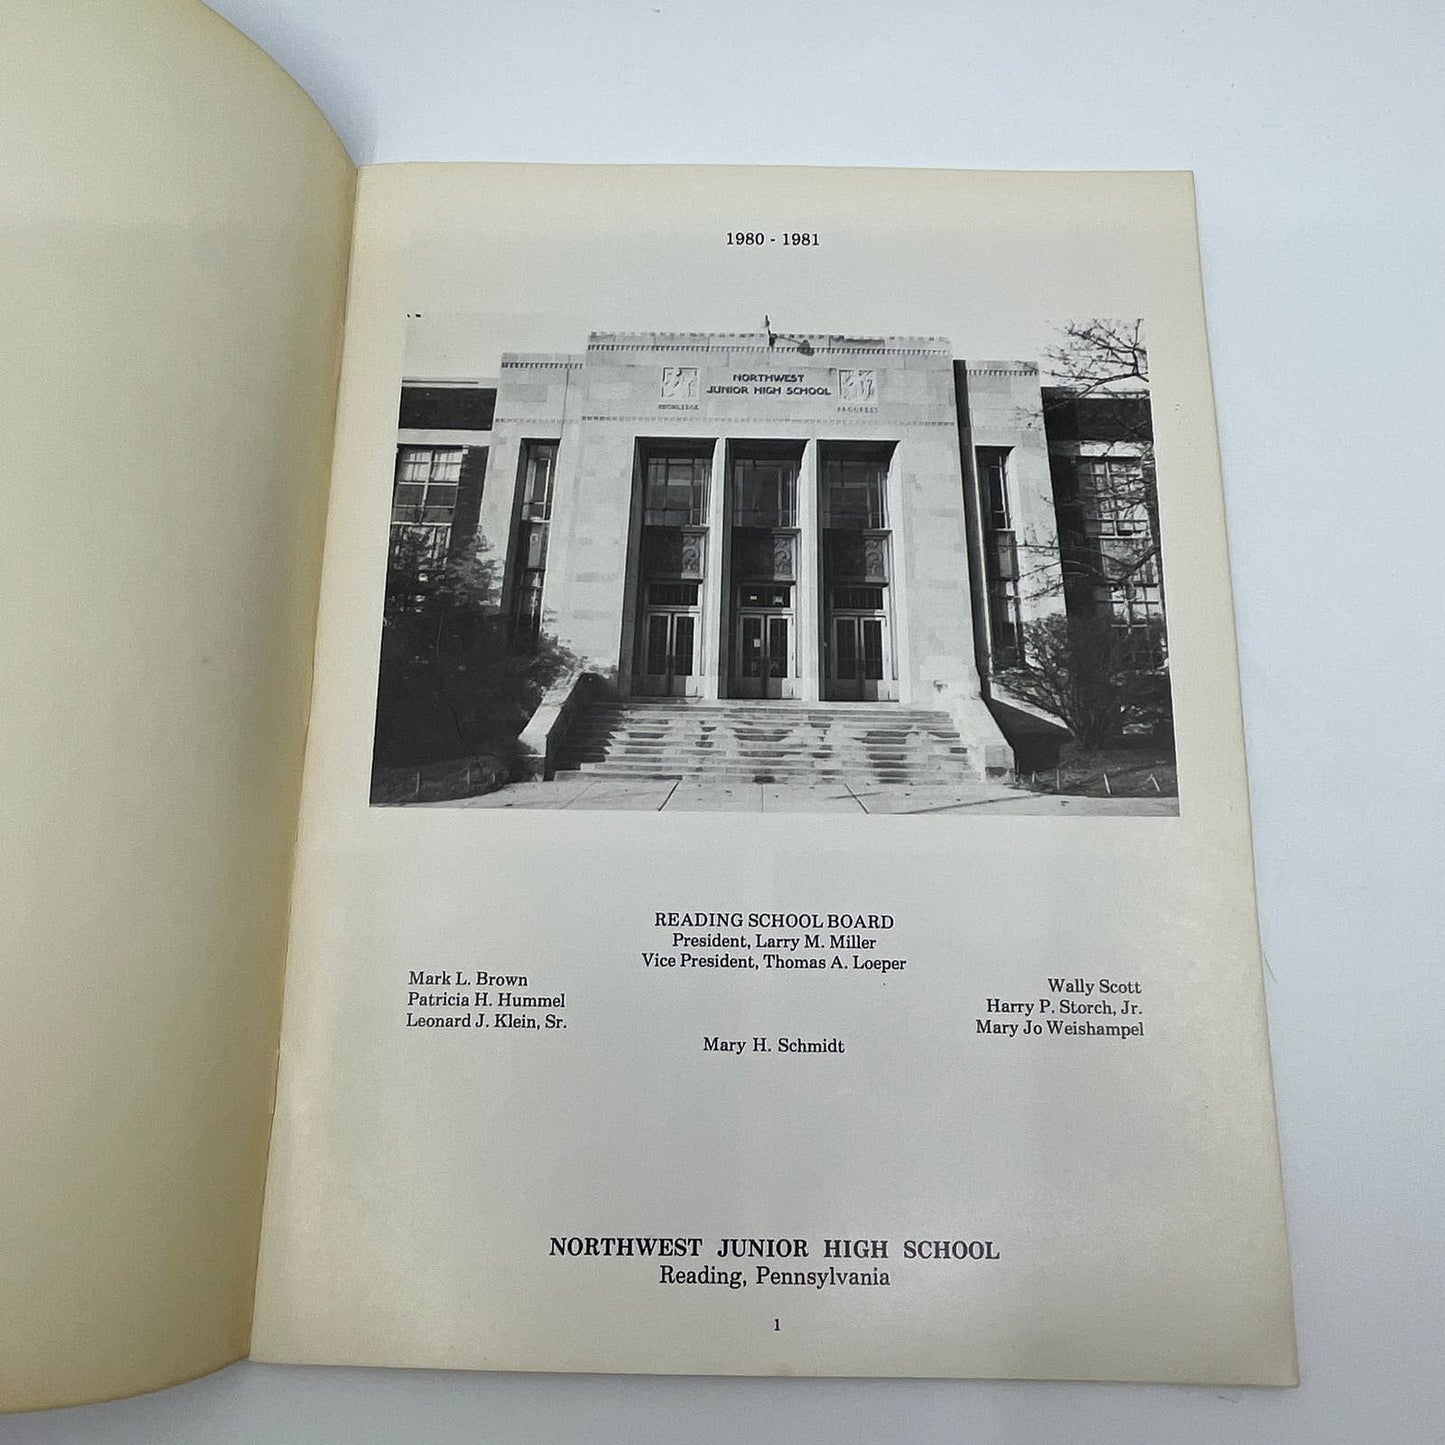 1980 - 1981
NORTHWEST
JUNIOR HIGH SCHOOL
KNOWLEDGE
PROGRESS
READING SCHOOL BOARD
President, Larry M. Miller
Vice President, Thomas A. Loeper
Mark L. Brown
Patricia H. Hummel
Leonard J. Klein, Sr.
Wally Scott
Harry P. Storch, Jr.
Mary Jo Weishampel
Mary H. Schmidt
NORTHWEST JUNIOR HIGH SCHOOL
Reading, Pennsylvania
1